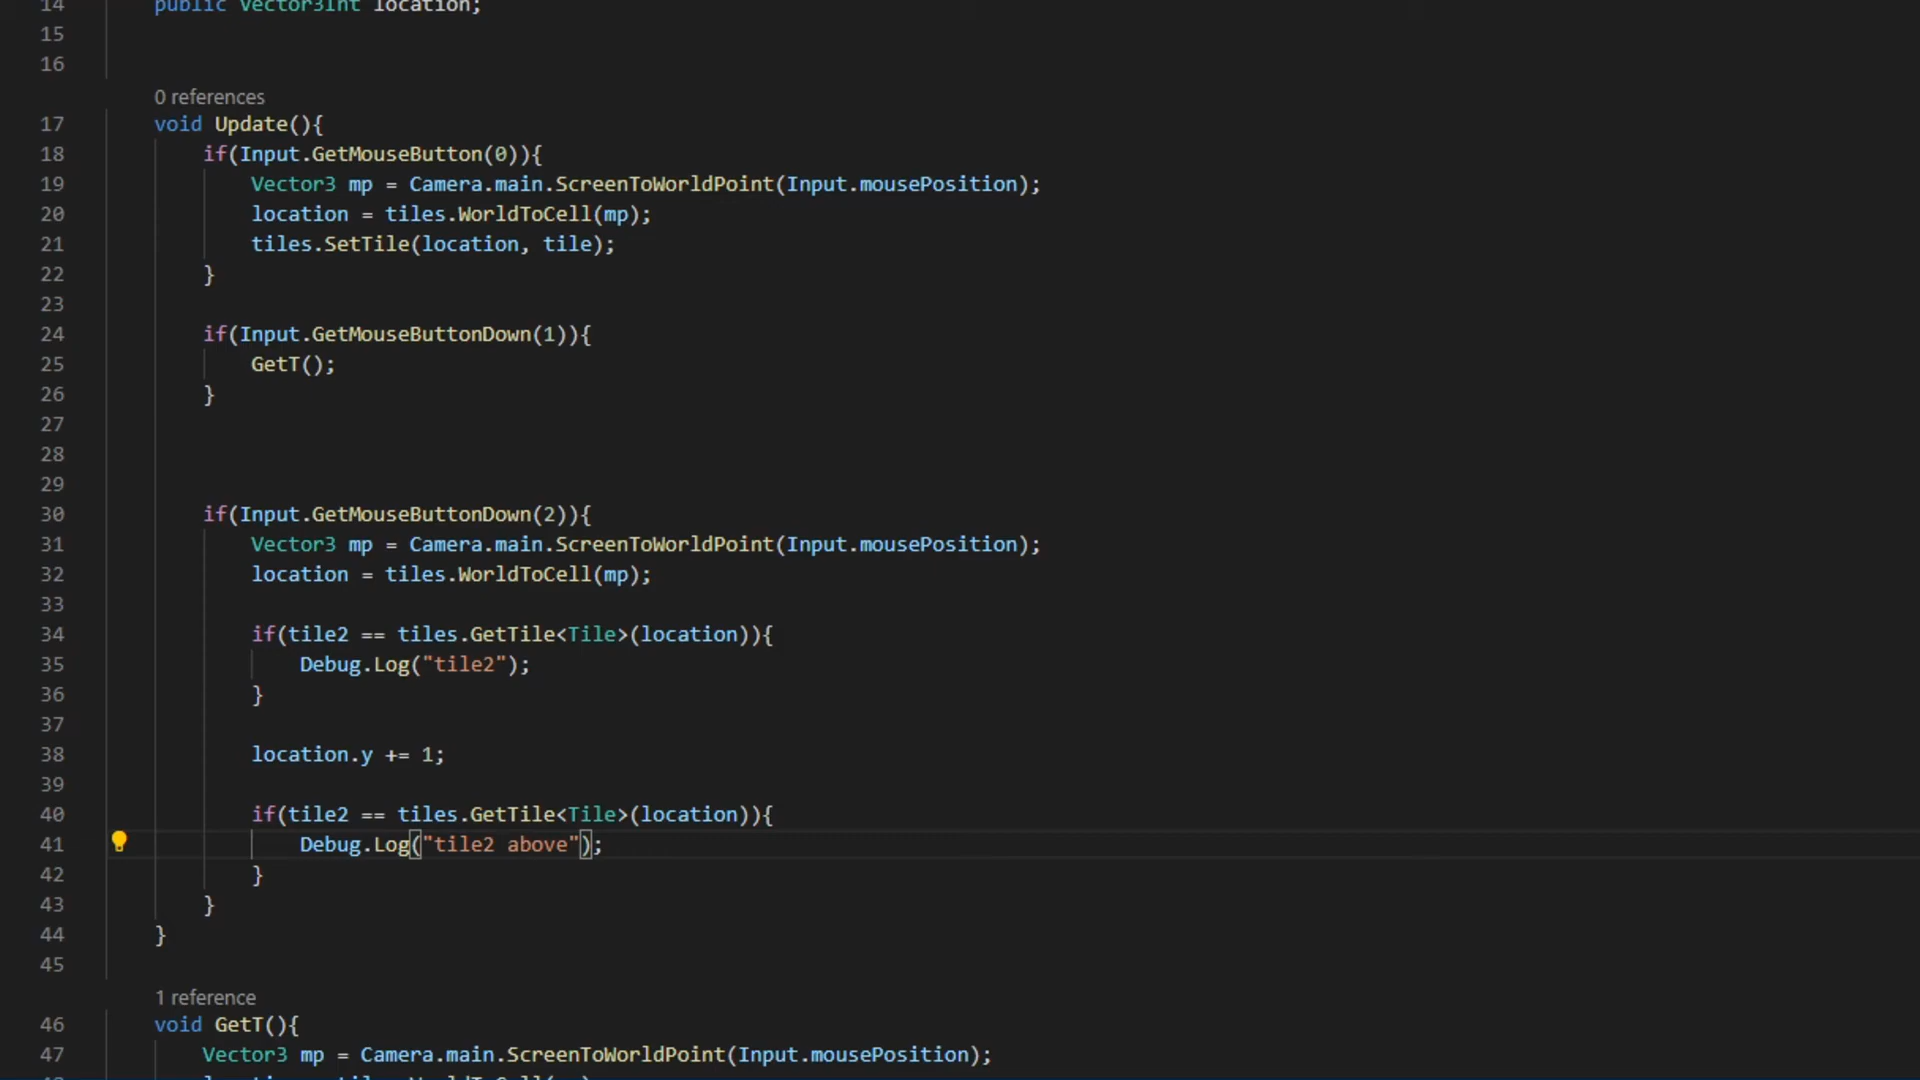 14 public Vector3Int location;
15
16
0 references
17 void Update(){
18 if(Input.GetMouseButton(0)){
19 Vector3 mp = Camera.main.ScreenToWorldPoint(Input.mousePosition);
20 location = tiles.WorldToCell(mp);
21 tiles.SetTile(location, tile);
22 }
23
24 if(Input.GetMouseButtonDown(1)){
25 GetT();
26 }
27
28
29
30 if(Input.GetMouseButtonDown(2)){
31 Vector3 mp = Camera.main.ScreenToWorldPoint(Input.mousePosition);
32 location = tiles.WorldToCell(mp);
33
34 if(tile2 == tiles.GetTile<Tile>(location)){
35 Debug.Log("tile2");
36 }
37
38 location.y += 1;
39
40 if(tile2 == tiles.GetTile<Tile>(location)){
41 Debug.Log("tile2 above");
42 }
43 }
44 }
45
1 reference
46 void GetT(){
47 Vector3 mp = Camera.main.ScreenToWorldPoint(Input.mousePosition);